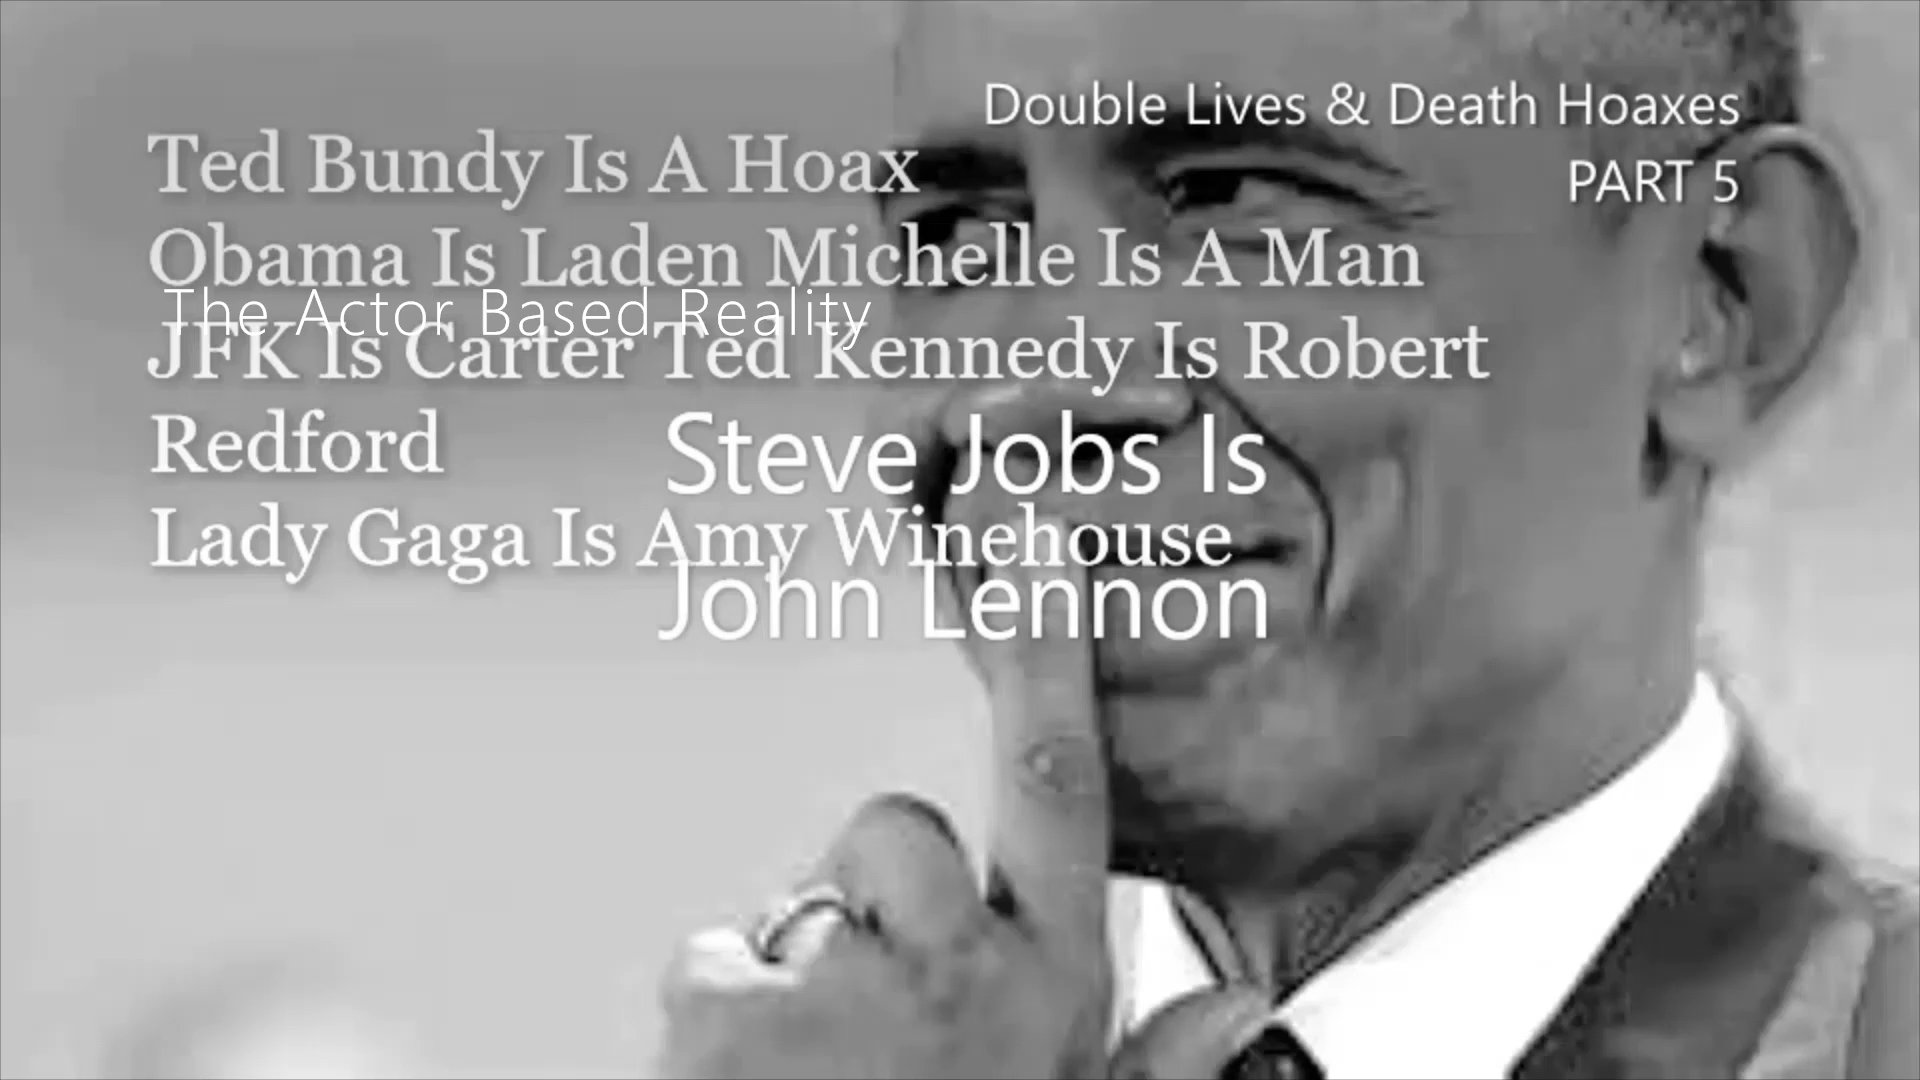 Double Lives & Death Hoaxes
PART 5
Ted Bundy Is A Hoax
Obama Is Laden Michelle Is A Man
The Actor Based Reality
JFK Is Carter Ted Kennedy Is Robert
Redford
Steve Jobs Is
Lady Gaga Is Amy Winehouse
John Lennon